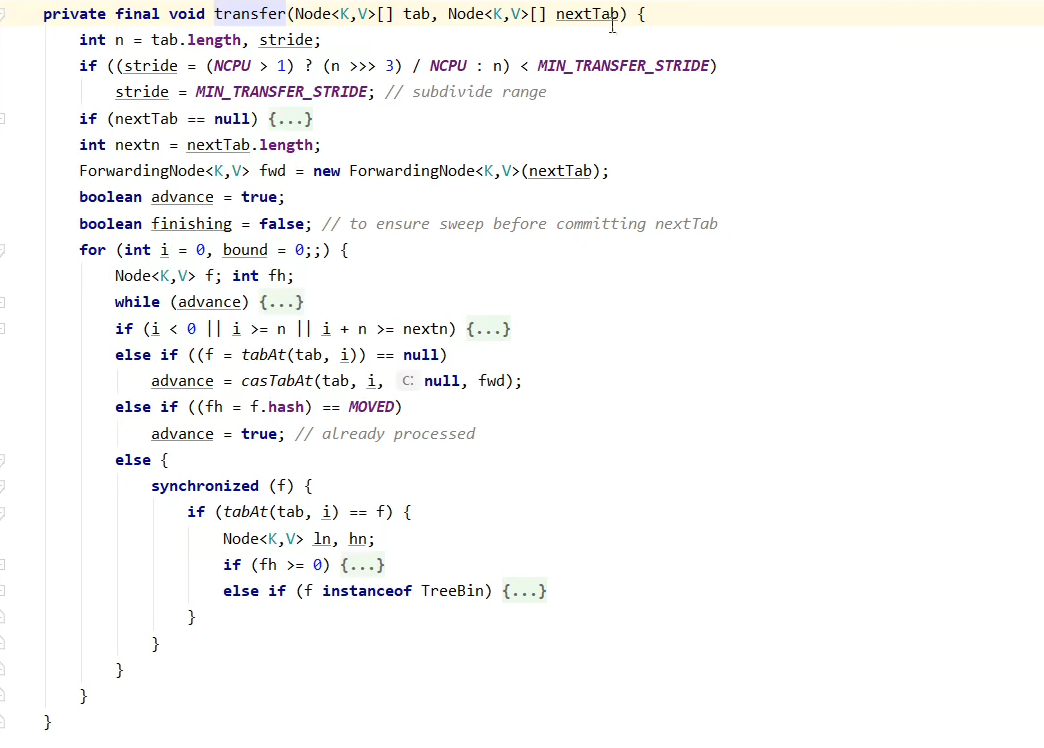 private final void transfer(Node<K,V>[] tab, Node<K,V>[] nextTab) {
int n = tab.length, stride;
if ((stride = (NCPU > 1) ? (n >>> 3) / NCPU : n) < MIN_TRANSFER_STRIDE)
stride = MIN_TRANSFER_STRIDE; // subdivide range
if (nextTab == null) {...}
int nextn = nextTab.length;
ForwardingNode<K,V> fwd = new ForwardingNode<K,V>(nextTab);
boolean advance = true;
boolean finishing = false; // to ensure sweep before committing nextTab
for (int i = 0, bound = 0;;) {
Node<K,V> f; int fh;
while (advance) {...}
if (i < 0 || i >= n || i + n >= nextn) {...}
else if ((f = tabAt(tab, i)) == null)
advance = casTabAt(tab, i, c: null, fwd);
else if ((fh = f.hash) == MOVED)
advance = true; // already processed
else {
synchronized (f) {
if (tabAt(tab, i) == f) {
Node<K,V> ln, hn;
if (fh >= 0) {...}
else if (f instanceof TreeBin) {...}
}
}
}
}
}